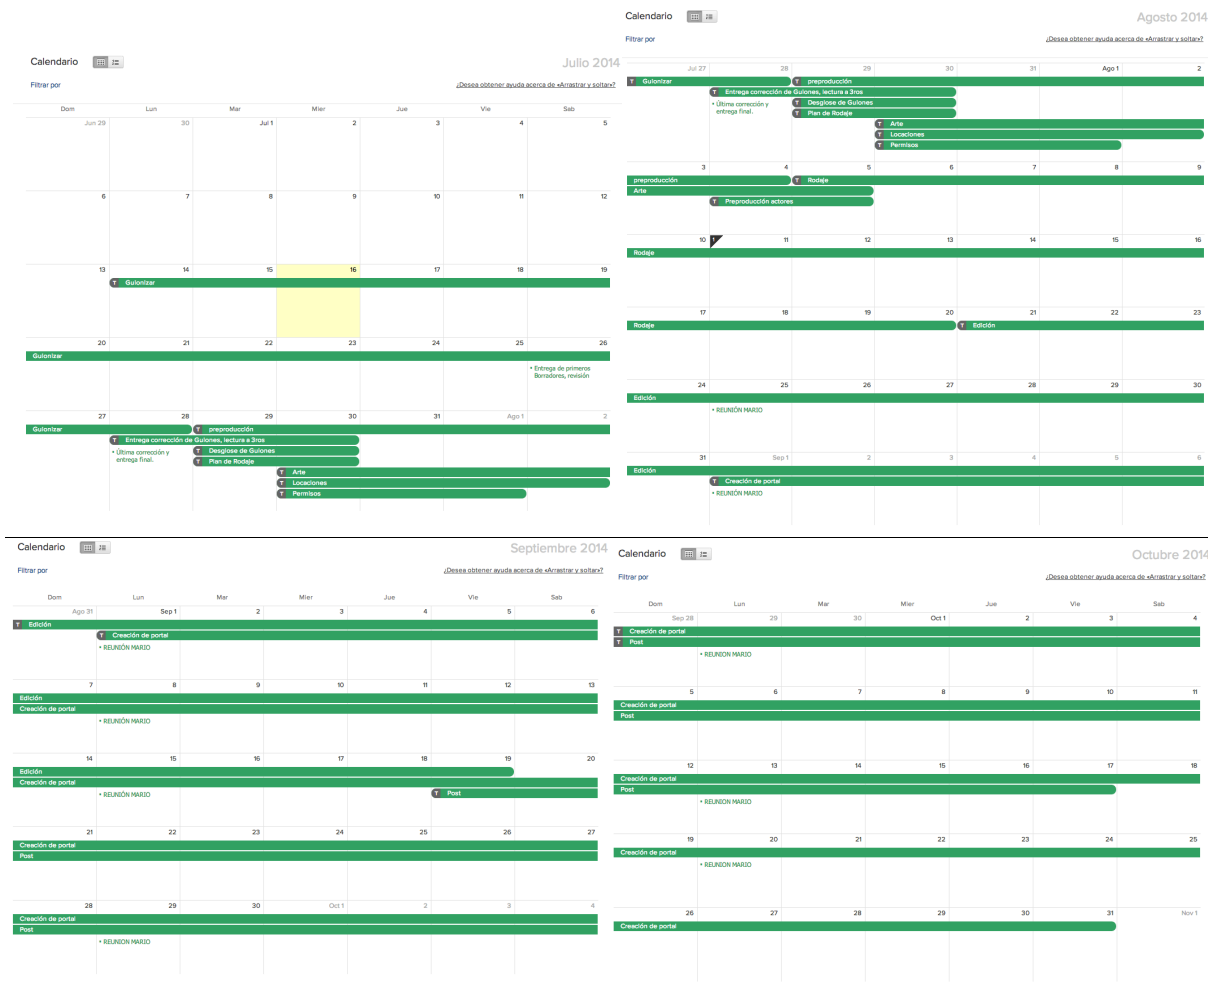 Calendario
Julio 2014
Filtrar por
¿Desea obtener ayuda acerca de «Arrastrar y soltar»?
Dom Lun Mar Mier Jue Vie Sab
Jun 29 30 Jul 1 2 3 4 5
6 7 8 9 10 11 12
13 14 15 16 17 18 19
T Guionizar
20 21 22 23 24 25 26
Guionizar
• Entrega de primeros
Borradores, revisión
27 28 29 30 31 Ago 1 2
Guionizar T preproducción
T Entrega corrección de Guiones, lectura a 3ros
• Última corrección y
entrega final.
T Desglose de Guiones
T Plan de Rodaje
T Arte
T Locaciones
T Permisos
Calendario
Agosto 2014
Filtrar por
¿Desea obtener ayuda acerca de «Arrastrar y soltar»?
Jul 27 28 29 30 31 Ago 1 2
T Guionizar T preproducción
T Entrega corrección de Guiones, lectura a 3ros
• Última corrección y
entrega final.
T Desglose de Guiones
T Plan de Rodaje
T Arte
T Locaciones
T Permisos
3 4 5 6 7 8 9
preproducción T Rodaje
Arte
T Preproducción actores
10 11 12 13 14 15 16
Rodaje
17 18 19 20 21 22 23
Rodaje T Edición
24 25 26 27 28 29 30
Edición
• REUNIÓN MARIO
31 Sep 1 2 3 4 5 6
Edición
T Creación de portal
• REUNIÓN MARIO
Calendario
Septiembre 2014
Filtrar por
¿Desea obtener ayuda acerca de «Arrastrar y soltar»?
Dom Lun Mar Mier Jue Vie Sab
Ago 31 Sep 1 2 3 4 5 6
T Edición
T Creación de portal
• REUNIÓN MARIO
7 8 9 10 11 12 13
Edición
Creación de portal
• REUNIÓN MARIO
14 15 16 17 18 19 20
Edición
Creación de portal
• REUNIÓN MARIO T Post
21 22 23 24 25 26 27
Creación de portal
Post
28 29 30 Oct 1 2 3 4
Creación de portal
Post
• REUNION MARIO
Calendario
Octubre 2014
Filtrar por
¿Desea obtener ayuda acerca de «Arrastrar y soltar»?
Dom Lun Mar Mier Jue Vie Sab
Sep 28 29 30 Oct 1 2 3 4
T Creación de portal
T Post
• REUNION MARIO
5 6 7 8 9 10 11
Creación de portal
Post
12 13 14 15 16 17 18
Creación de portal
Post
• REUNION MARIO
19 20 21 22 23 24 25
Creación de portal
• REUNION MARIO
26 27 28 29 30 31 Nov 1
Creación de portal